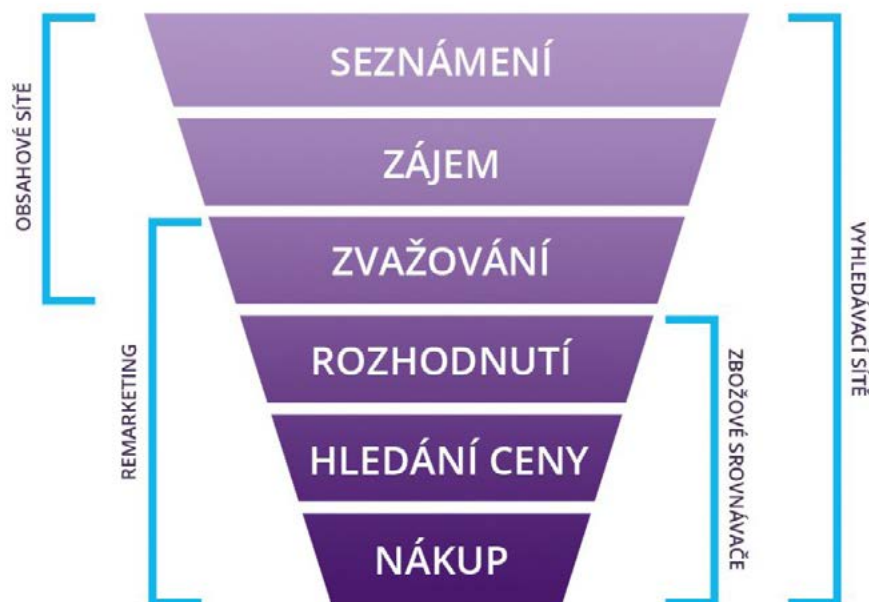 SEZNÁMENÍ
ZÁJEM
ZVAŽOVÁNÍ
ROZHODNUTÍ
HLEDÁNÍ CENY
NÁKUP
OBSAHOVÉ SÍTĚ
REMARKETING
ZBOŽOVÉ SROVNÁVAČE
VYHLEDÁVACÍ SÍTĚ